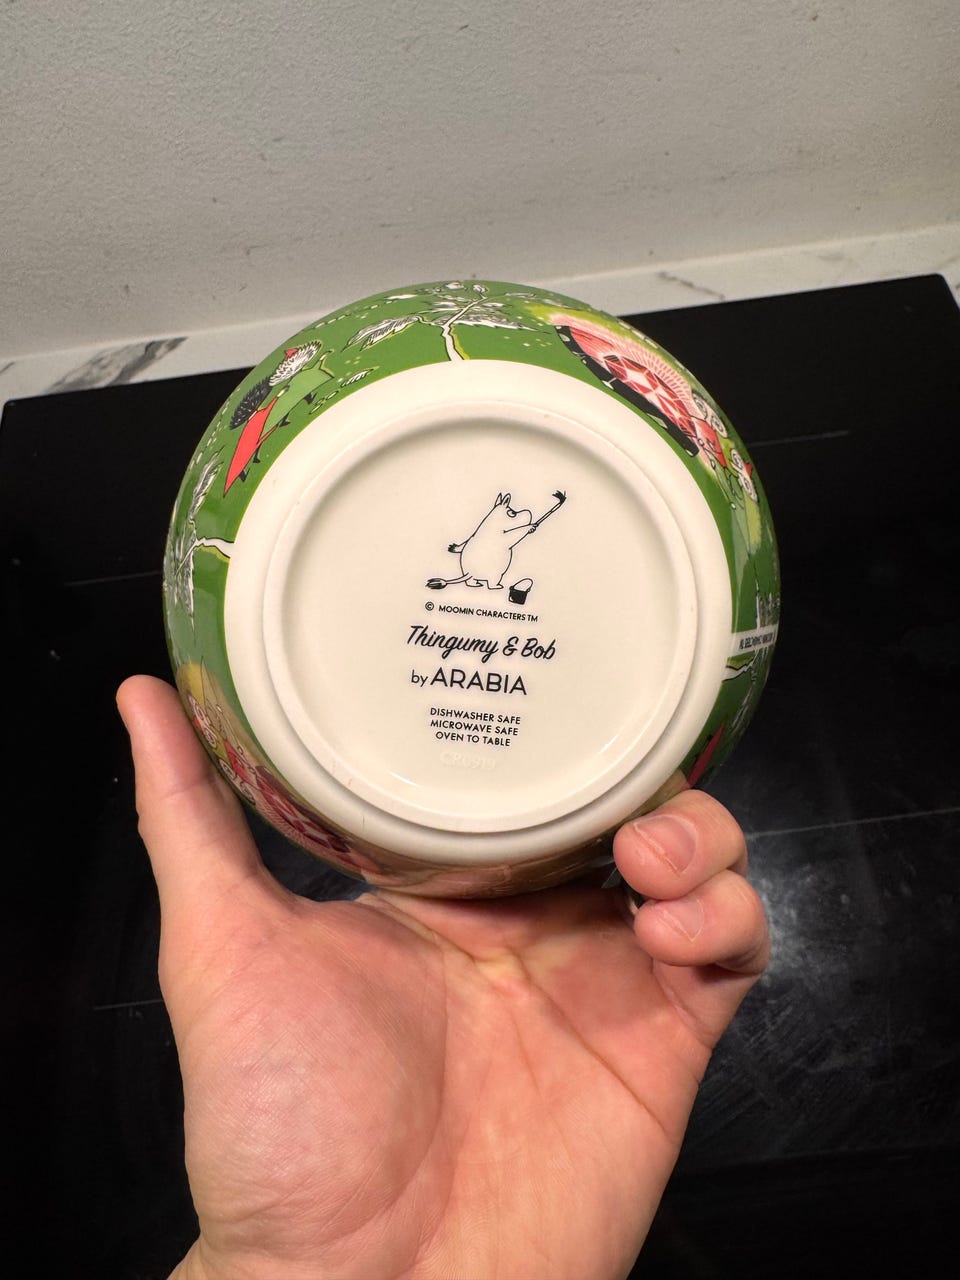 © MOOMIN CHARACTERS TM
Thingumy & Bob
by ARABIA
DISHWASHER SAFE
MICROWAVE SAFE
OVEN TO TABLE